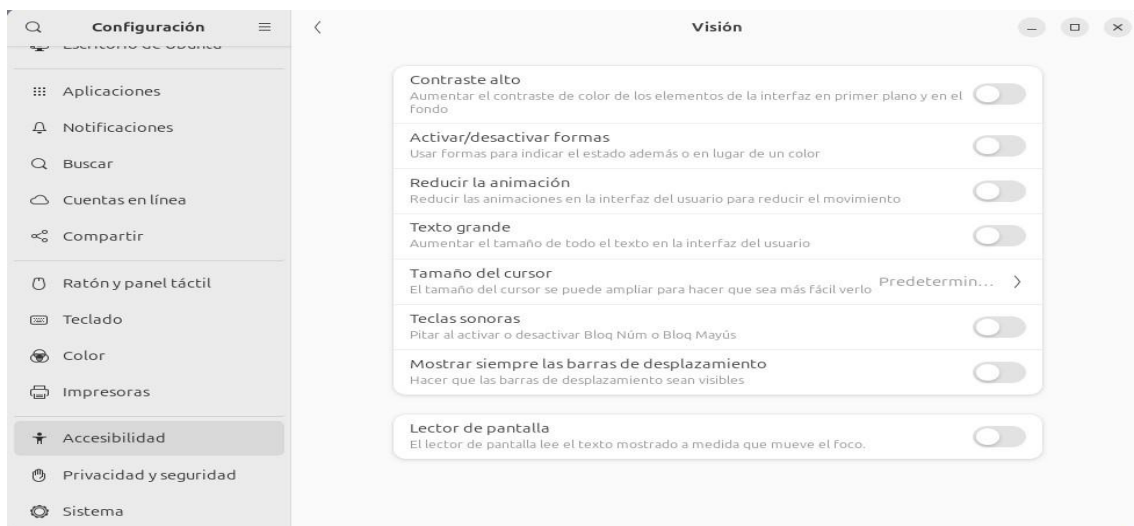 Configuración
Escritorio de Ubuntu
Aplicaciones
Notificaciones
Buscar
Cuentas en línea
Compartir
Ratón y panel táctil
Teclado
Color
Impresoras
Accesibilidad
Privacidad y seguridad
Sistema
Visión
Contraste alto
Aumentar el contraste de color de los elementos de la interfaz en primer plano y en el
fondo
Activar/desactivar formas
Usar formas para indicar el estado además o en lugar de un color
Reducir la animación
Reducir las animaciones en la interfaz del usuario para reducir el movimiento
Texto grande
Aumentar el tamaño de todo el texto en la interfaz del usuario
Tamaño del cursor
El tamaño del cursor se puede ampliar para hacer que sea más fácil verlo
Predetermin...
Teclas sonoras
Pitar al activar o desactivar Bloq Núm o Bloq Mayús
Mostrar siempre las barras de desplazamiento
Hacer que las barras de desplazamiento sean visibles
Lector de pantalla
El lector de pantalla lee el texto mostrado a medida que mueve el foco.